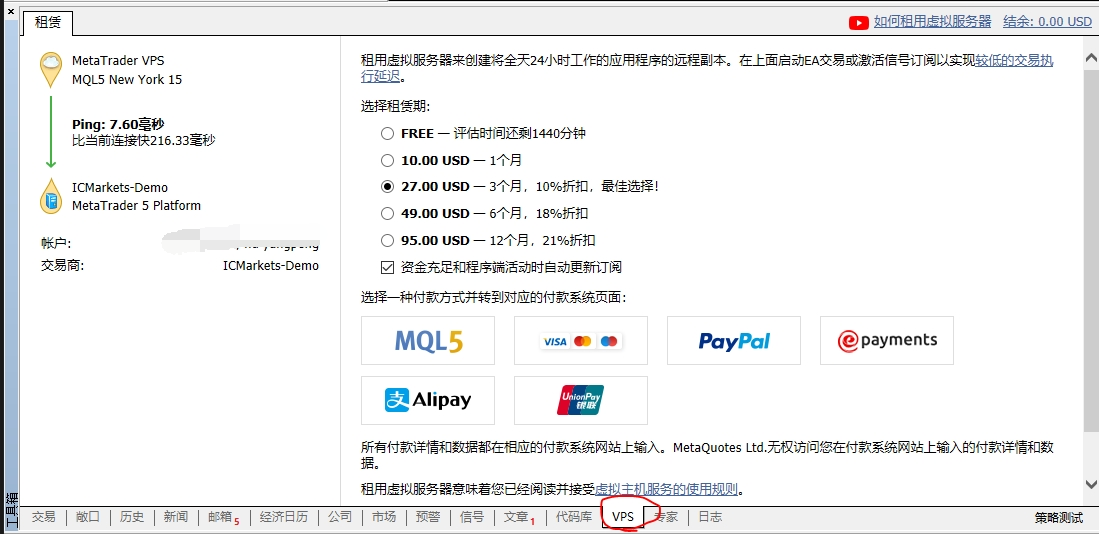 租赁
如何租用虚拟服务器 结余: 0.00 USD
MetaTrader VPS
MQL5 New York 15
Ping: 7.60毫秒
比当前连接快216.33毫秒
ICMarkets-Demo
MetaTrader 5 Platform
帐户:
交易商: ICMarkets-Demo
租用虚拟服务器来创建将全天24小时工作的应用程序的远程副本。在上面启动EA交易或激活信号订阅以实现较低的交易执
行延迟。
选择租赁期:
FREE — 评估时间还剩1440分钟
10.00 USD — 1个月
27.00 USD — 3个月，10%折扣，最佳选择!
49.00 USD — 6个月，18%折扣
95.00 USD — 12个月，21%折扣
资金充足和程序端活动时自动更新订阅
选择一种付款方式并转到对应的付款系统页面:
MQL5 VISA PayPal epayments
支 Alipay UnionPay
银联
所有付款详情和数据都在相应的付款系统网站上输入。MetaQuotes Ltd.无权访问您在付款系统网站上输入的付款详情和数
据。
租用虚拟服务器意味着您已经阅读并接受虚拟主机服务的使用规则。
工具箱
交易 敞口 历史 新闻 邮箱5 经济日历 公司 市场 预警 信号 文章1 代码库 VPS 专家 日志 策略测试